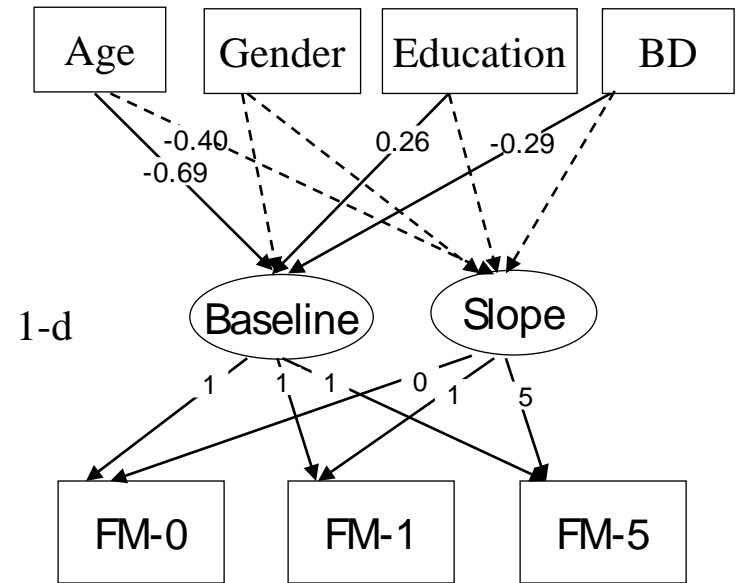 Age Gender Education BD
-0.40 0.26 -0.29
-0.69
Baseline Slope
1-d
1 1 1 0 1 5
FM-0 FM-1 FM-5